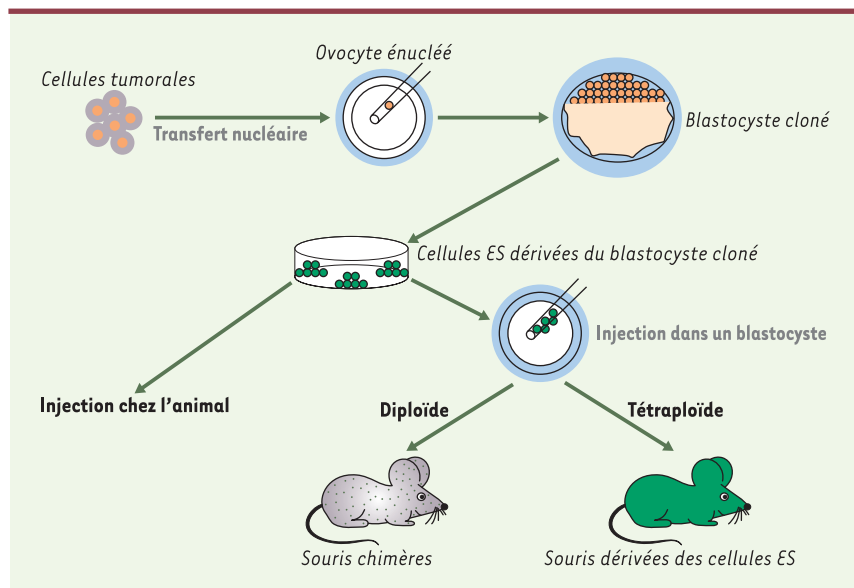 Ovocyte énucléé
Cellules tumorales
Transfert nucléaire
Blastocyste cloné
Cellules ES dérivées du blastocyste cloné
Injection dans un blastocyste
Injection chez l'animal
Diploïde
Tétraploïde
Souris chimères
Souris dérivées des cellules ES